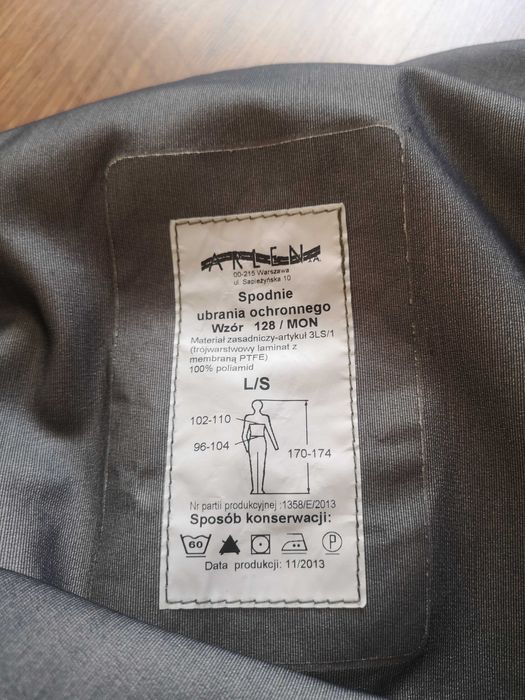 ARLEN S.A.
00-215 Warszawa
ul. Sapieżyńska 10
Spodnie
ubrania ochronnego
Wzór 128 / MON
Materiał zasadniczy-artykuł 3LS/1
(trójwarstwowy laminat z
membraną PTFE)
100% poliamid
L/S
102-110
96-104
170-174
Nr partii produkcyjnej :1358/E/2013
Sposób konserwacji:
60
P
Data produkcji: 11/2013